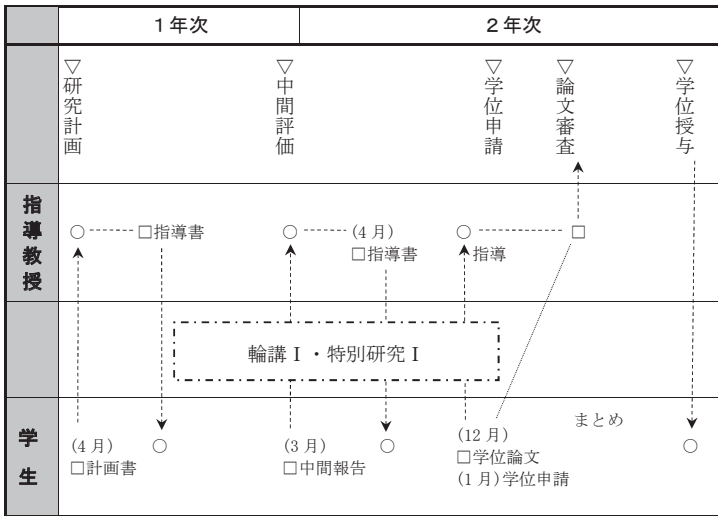 1年次
2年次
▽研究計画
▽中間評価
▽学位申請
▽論文審査
▽学位授与
指導教授
○
□指導書
○
(4月)
□指導書
○
指導
□
輪講Ⅰ・特別研究Ⅰ
学生
(4月)
□計画書
○
(3月)
□中間報告
○
(12月)
□学位論文
(1月)学位申請
まとめ
○